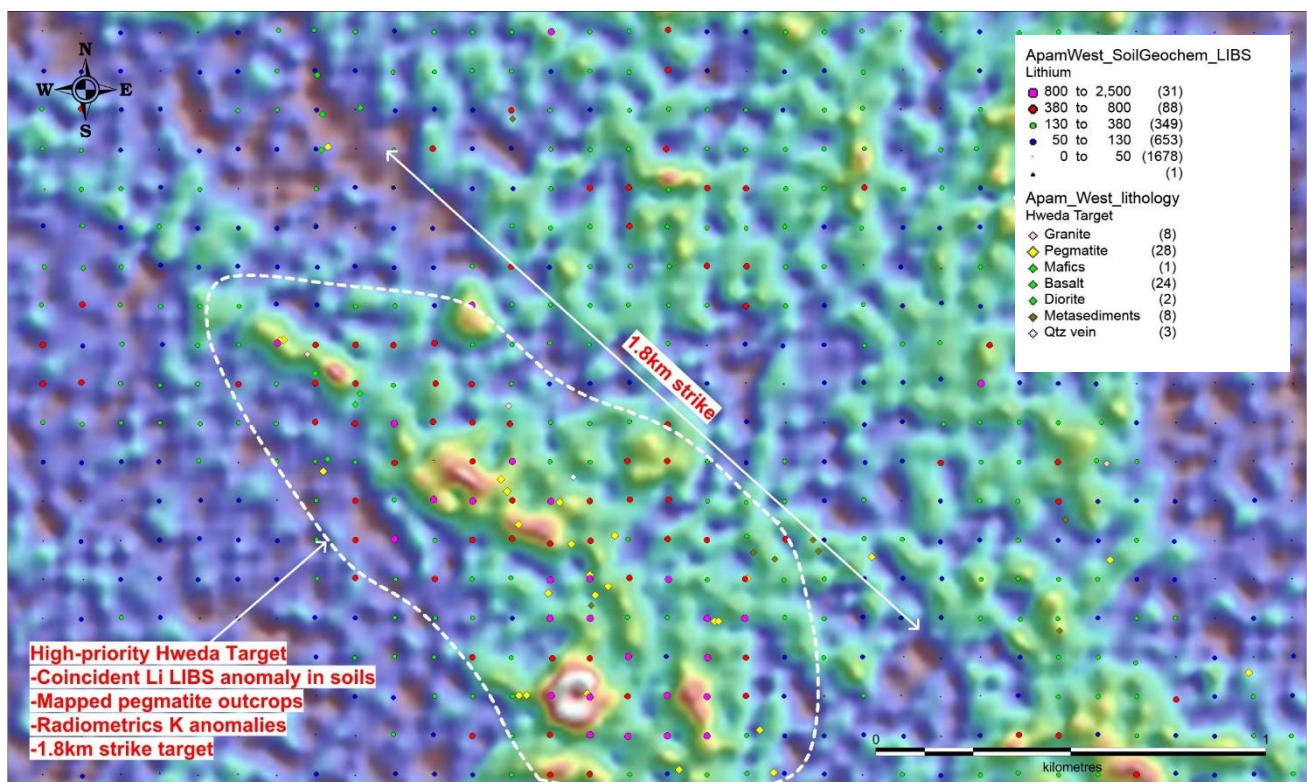 N
W E
S
ApamWest_SoilGeochem_LIBS
Lithium
800 to 2,500 (31)
380 to 800 (88)
130 to 380 (349)
50 to 130 (653)
0 to 50 (1678)
(1)
Apam_West_lithology
Hweda Target
Granite (8)
Pegmatite (28)
Mafics (1)
Basalt (24)
Diorite (2)
Metasediments (8)
Qtz vein (3)
1.8km strike
High-priority Hweda Target
-Coincident Li LIBS anomaly in soils
-Mapped pegmatite outcrops
-Radiometrics K anomalies
-1.8km strike target
0 1
kilometres